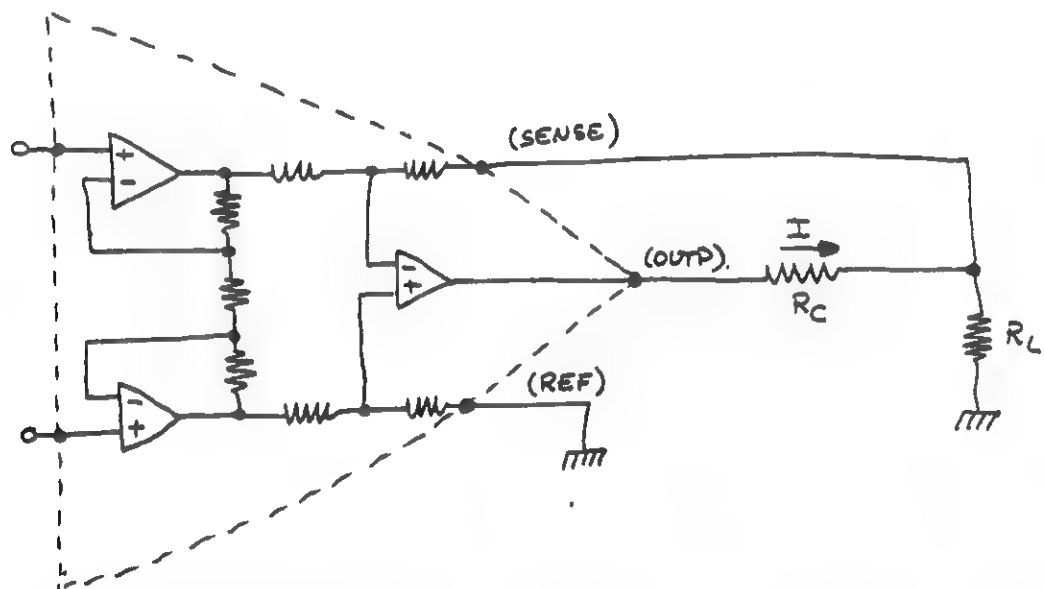 (SENSE)
+
-
I
(OUTP).
-
+
R_C
R_L
(REF)
-
+